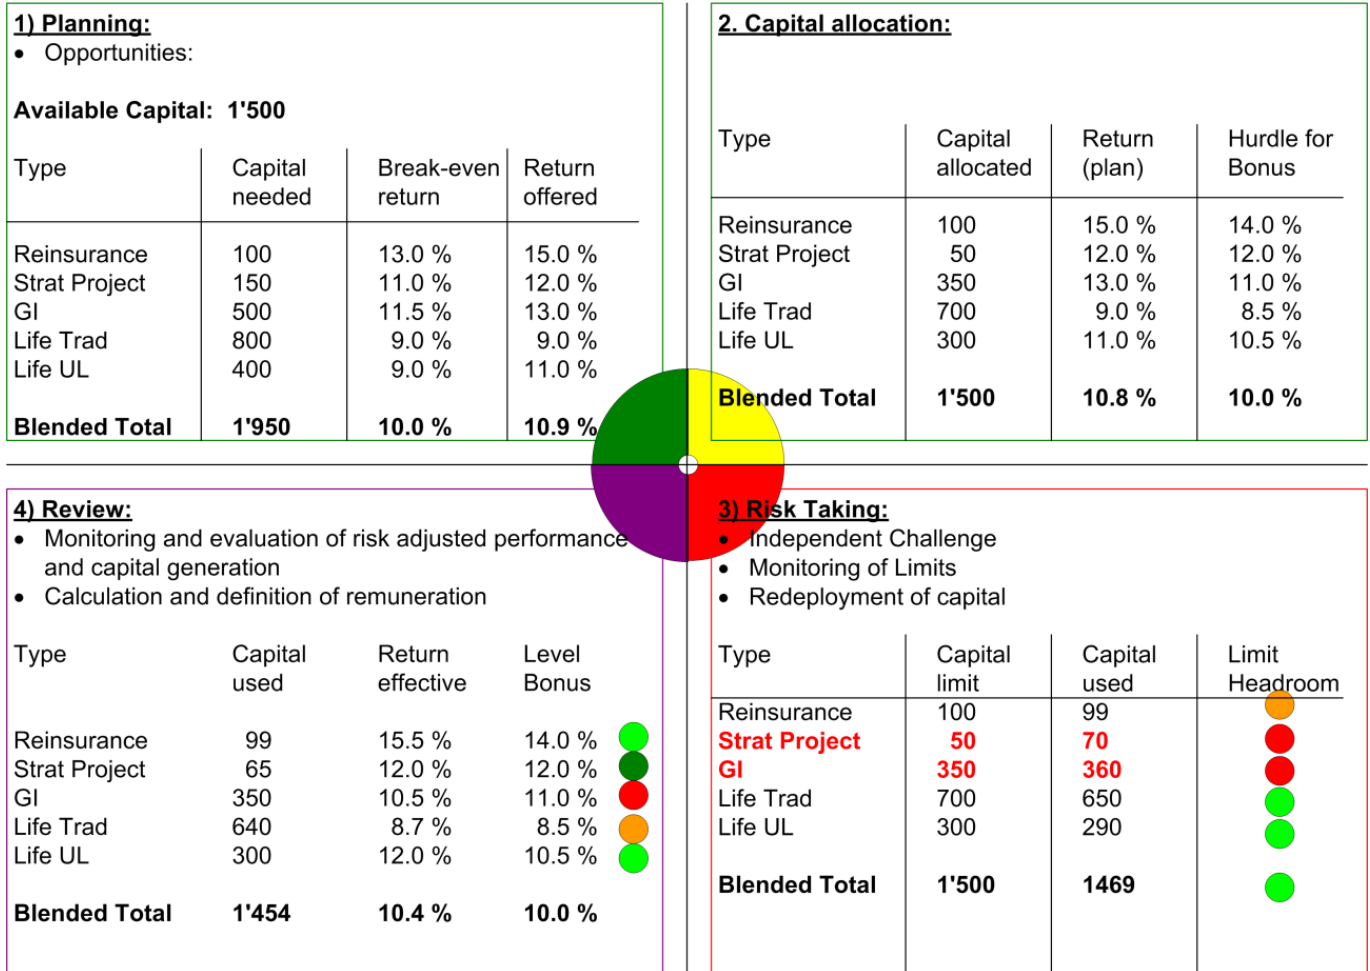 1) Planning:
• Opportunities:
Available Capital: 1'500
Type Capital needed Break-even return Return offered
Reinsurance 100 13.0 % 15.0 %
Strat Project 150 11.0 % 12.0 %
GI 500 11.5 % 13.0 %
Life Trad 800 9.0 % 9.0 %
Life UL 400 9.0 % 11.0 %
Blended Total 1'950 10.0 % 10.9 %
2. Capital allocation:
Type Capital allocated Return (plan) Hurdle for Bonus
Reinsurance 100 15.0 % 14.0 %
Strat Project 50 12.0 % 12.0 %
GI 350 13.0 % 11.0 %
Life Trad 700 9.0 % 8.5 %
Life UL 300 11.0 % 10.5 %
Blended Total 1'500 10.8 % 10.0 %
4) Review:
• Monitoring and evaluation of risk adjusted performance
and capital generation
• Calculation and definition of remuneration
Type Capital used Return effective Level Bonus
Reinsurance 99 15.5 % 14.0 %
Strat Project 65 12.0 % 12.0 %
GI 350 10.5 % 11.0 %
Life Trad 640 8.7 % 8.5 %
Life UL 300 12.0 % 10.5 %
Blended Total 1'454 10.4 % 10.0 %
3) Risk Taking:
• Independent Challenge
• Monitoring of Limits
• Redeployment of capital
Type Capital limit Capital used Limit Headroom
Reinsurance 100 99
Strat Project 50 70
GI 350 360
Life Trad 700 650
Life UL 300 290
Blended Total 1'500 1469